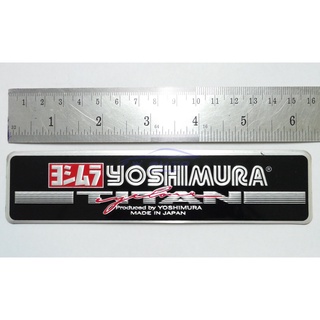 1 2 3 4 5 6 7 8 9 10 11 12 13 14 15 16
1 2 3 4 5 6
ヨシムラ YOSHIMURA®
TITAN
Produced by YOSHIMURA
MADE IN JAPAN